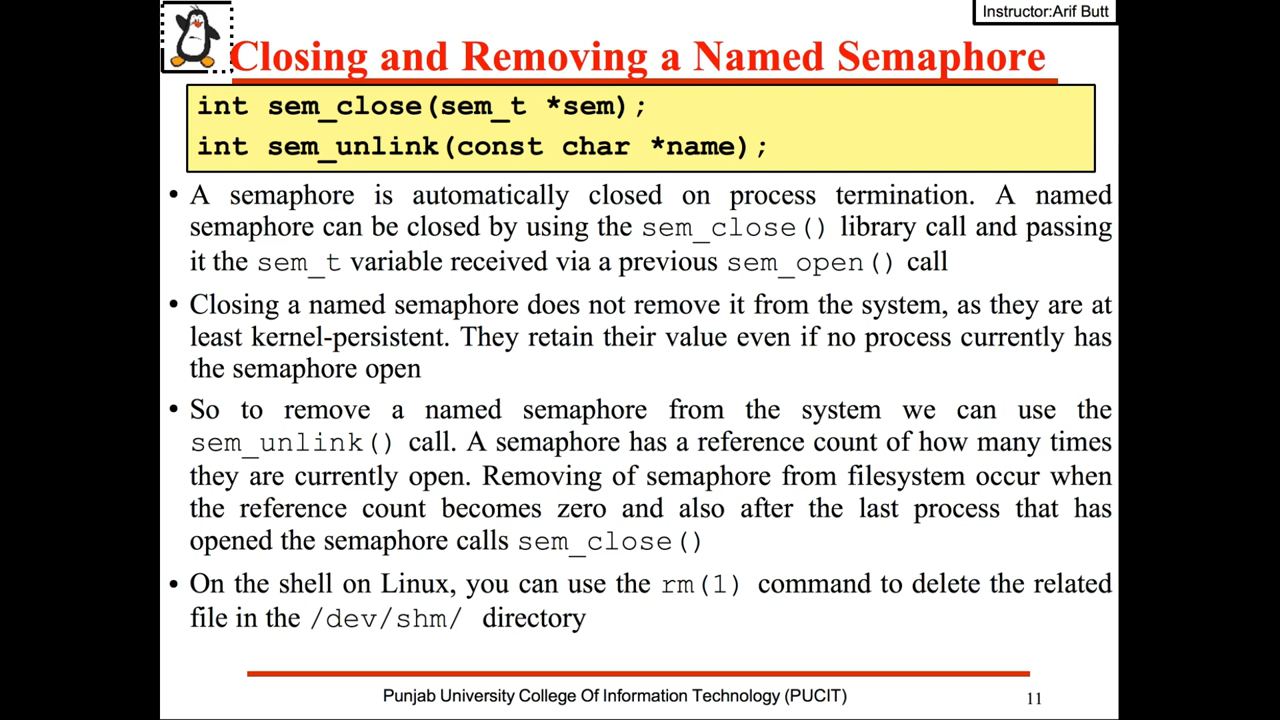 Instructor:Arif Butt
Closing and Removing a Named Semaphore
int sem_close(sem_t *sem);
int sem_unlink(const char *name);
• A semaphore is automatically closed on process termination. A named
semaphore can be closed by using the sem_close() library call and passing
it the sem_t variable received via a previous sem_open() call
• Closing a named semaphore does not remove it from the system, as they are at
least kernel-persistent. They retain their value even if no process currently has
the semaphore open
• So to remove a named semaphore from the system we can use the
sem_unlink() call. A semaphore has a reference count of how many times
they are currently open. Removing of semaphore from filesystem occur when
the reference count becomes zero and also after the last process that has
opened the semaphore calls sem_close()
• On the shell on Linux, you can use the rm(1) command to delete the related
file in the /dev/shm/ directory
Punjab University College Of Information Technology (PUCIT)
11